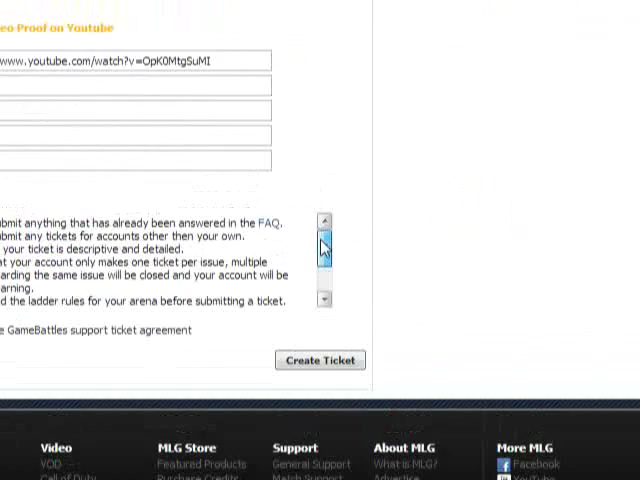 eo Proof on Youtube
www.youtube.com/watch?v=OpK0MtgSuMI
ubmit anything that has already been answered in the FAQ.
ubmit any tickets for accounts other then your own.
your ticket is descriptive and detailed.
at your account only makes one ticket per issue, multiple
arding the same issue will be closed and your account will be
arning.
d the ladder rules for your arena before submitting a ticket.
e GameBattles support ticket agreement
Create Ticket
Video MLG Store Support About MLG More MLG
VOD Featured Products General Support What is MLG? Facebook
Call of Duty Purchase Credits Match Support Advertise YouTube